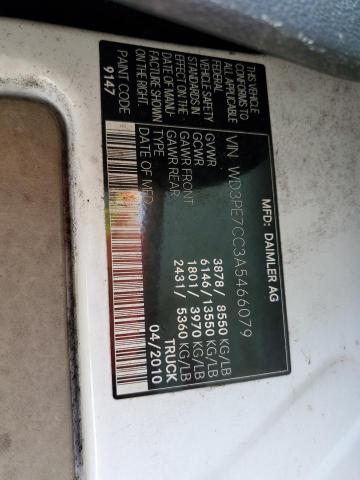 MFD: DAIMLER AG
VIN WD3PE7CC3A5466079
GVWR 3878/ 8550 KG/LB
GCWR 6146/13550 KG/LB
GAWR FRONT 1801/ 3970 KG/LB
GAWR REAR 2431/ 5360 KG/LB
TYPE TRUCK
DATE OF MFD 04/2010
THIS VEHICLE
ALL APPLICABLE
FEDERAL
VEHICLE SAFETY
STANDARDS IN
EFFECT ON THE
DATE OF MANU-
FACTURE SHOWN
ON THE RIGHT.
PAINT CODE
9147